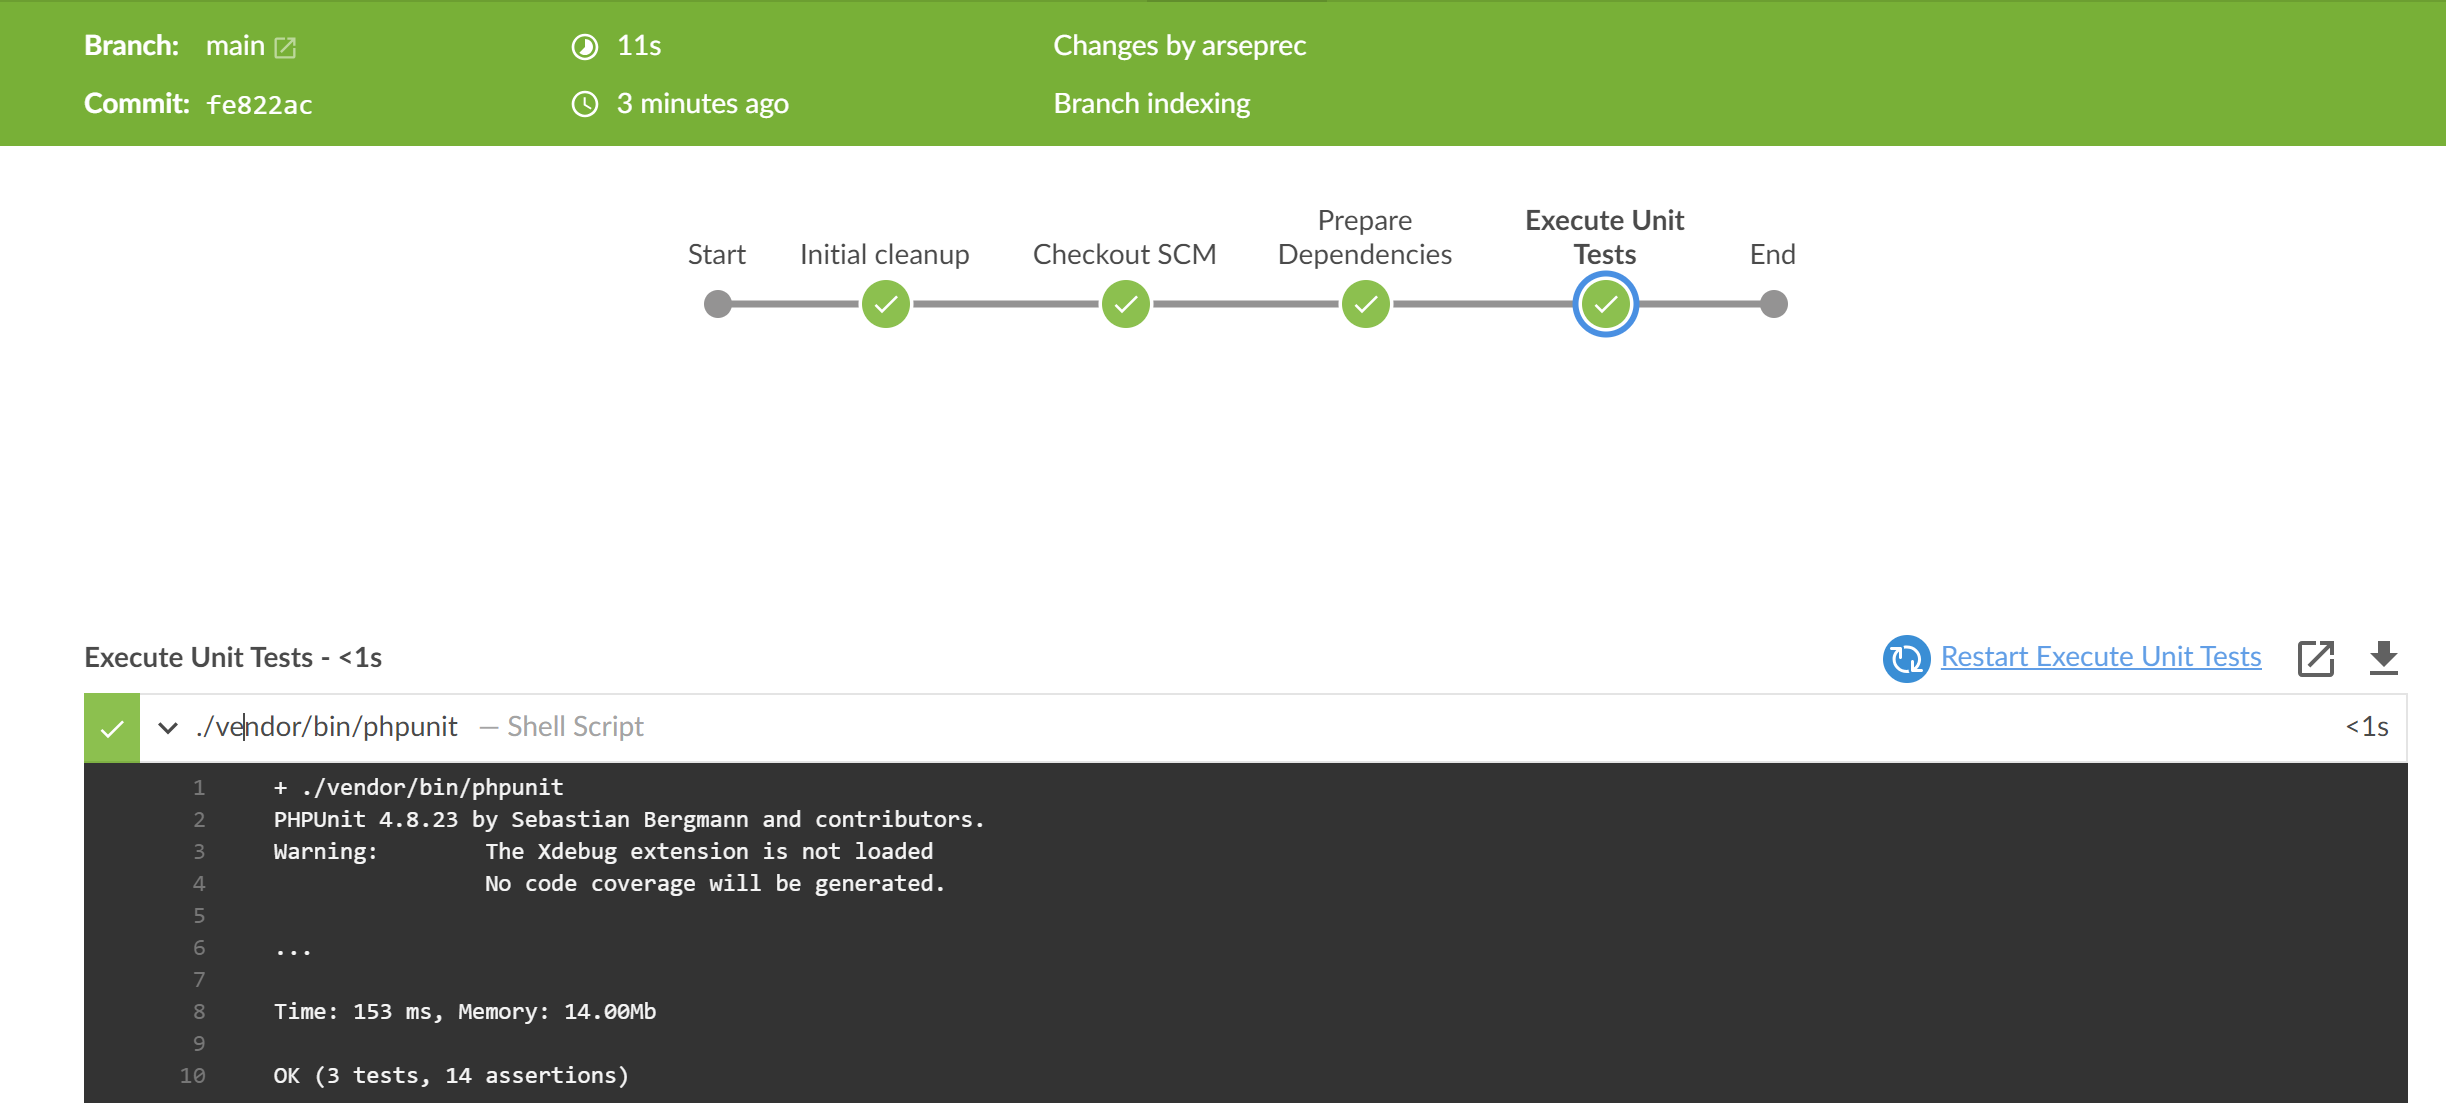 Branch: main
11s
Changes by arseprec
Commit: fe822ac
3 minutes ago
Branch indexing
Start
Initial cleanup
Checkout SCM
Prepare
Dependencies
Execute Unit
Tests
End
Execute Unit Tests - <1s
Restart Execute Unit Tests
./vendor/bin/phpunit — Shell Script
<1s
1 + ./vendor/bin/phpunit
2 PHPUnit 4.8.23 by Sebastian Bergmann and contributors.
3 Warning: The Xdebug extension is not loaded
4 No code coverage will be generated.
5
6 ...
7
8 Time: 153 ms, Memory: 14.00Mb
9
10 OK (3 tests, 14 assertions)